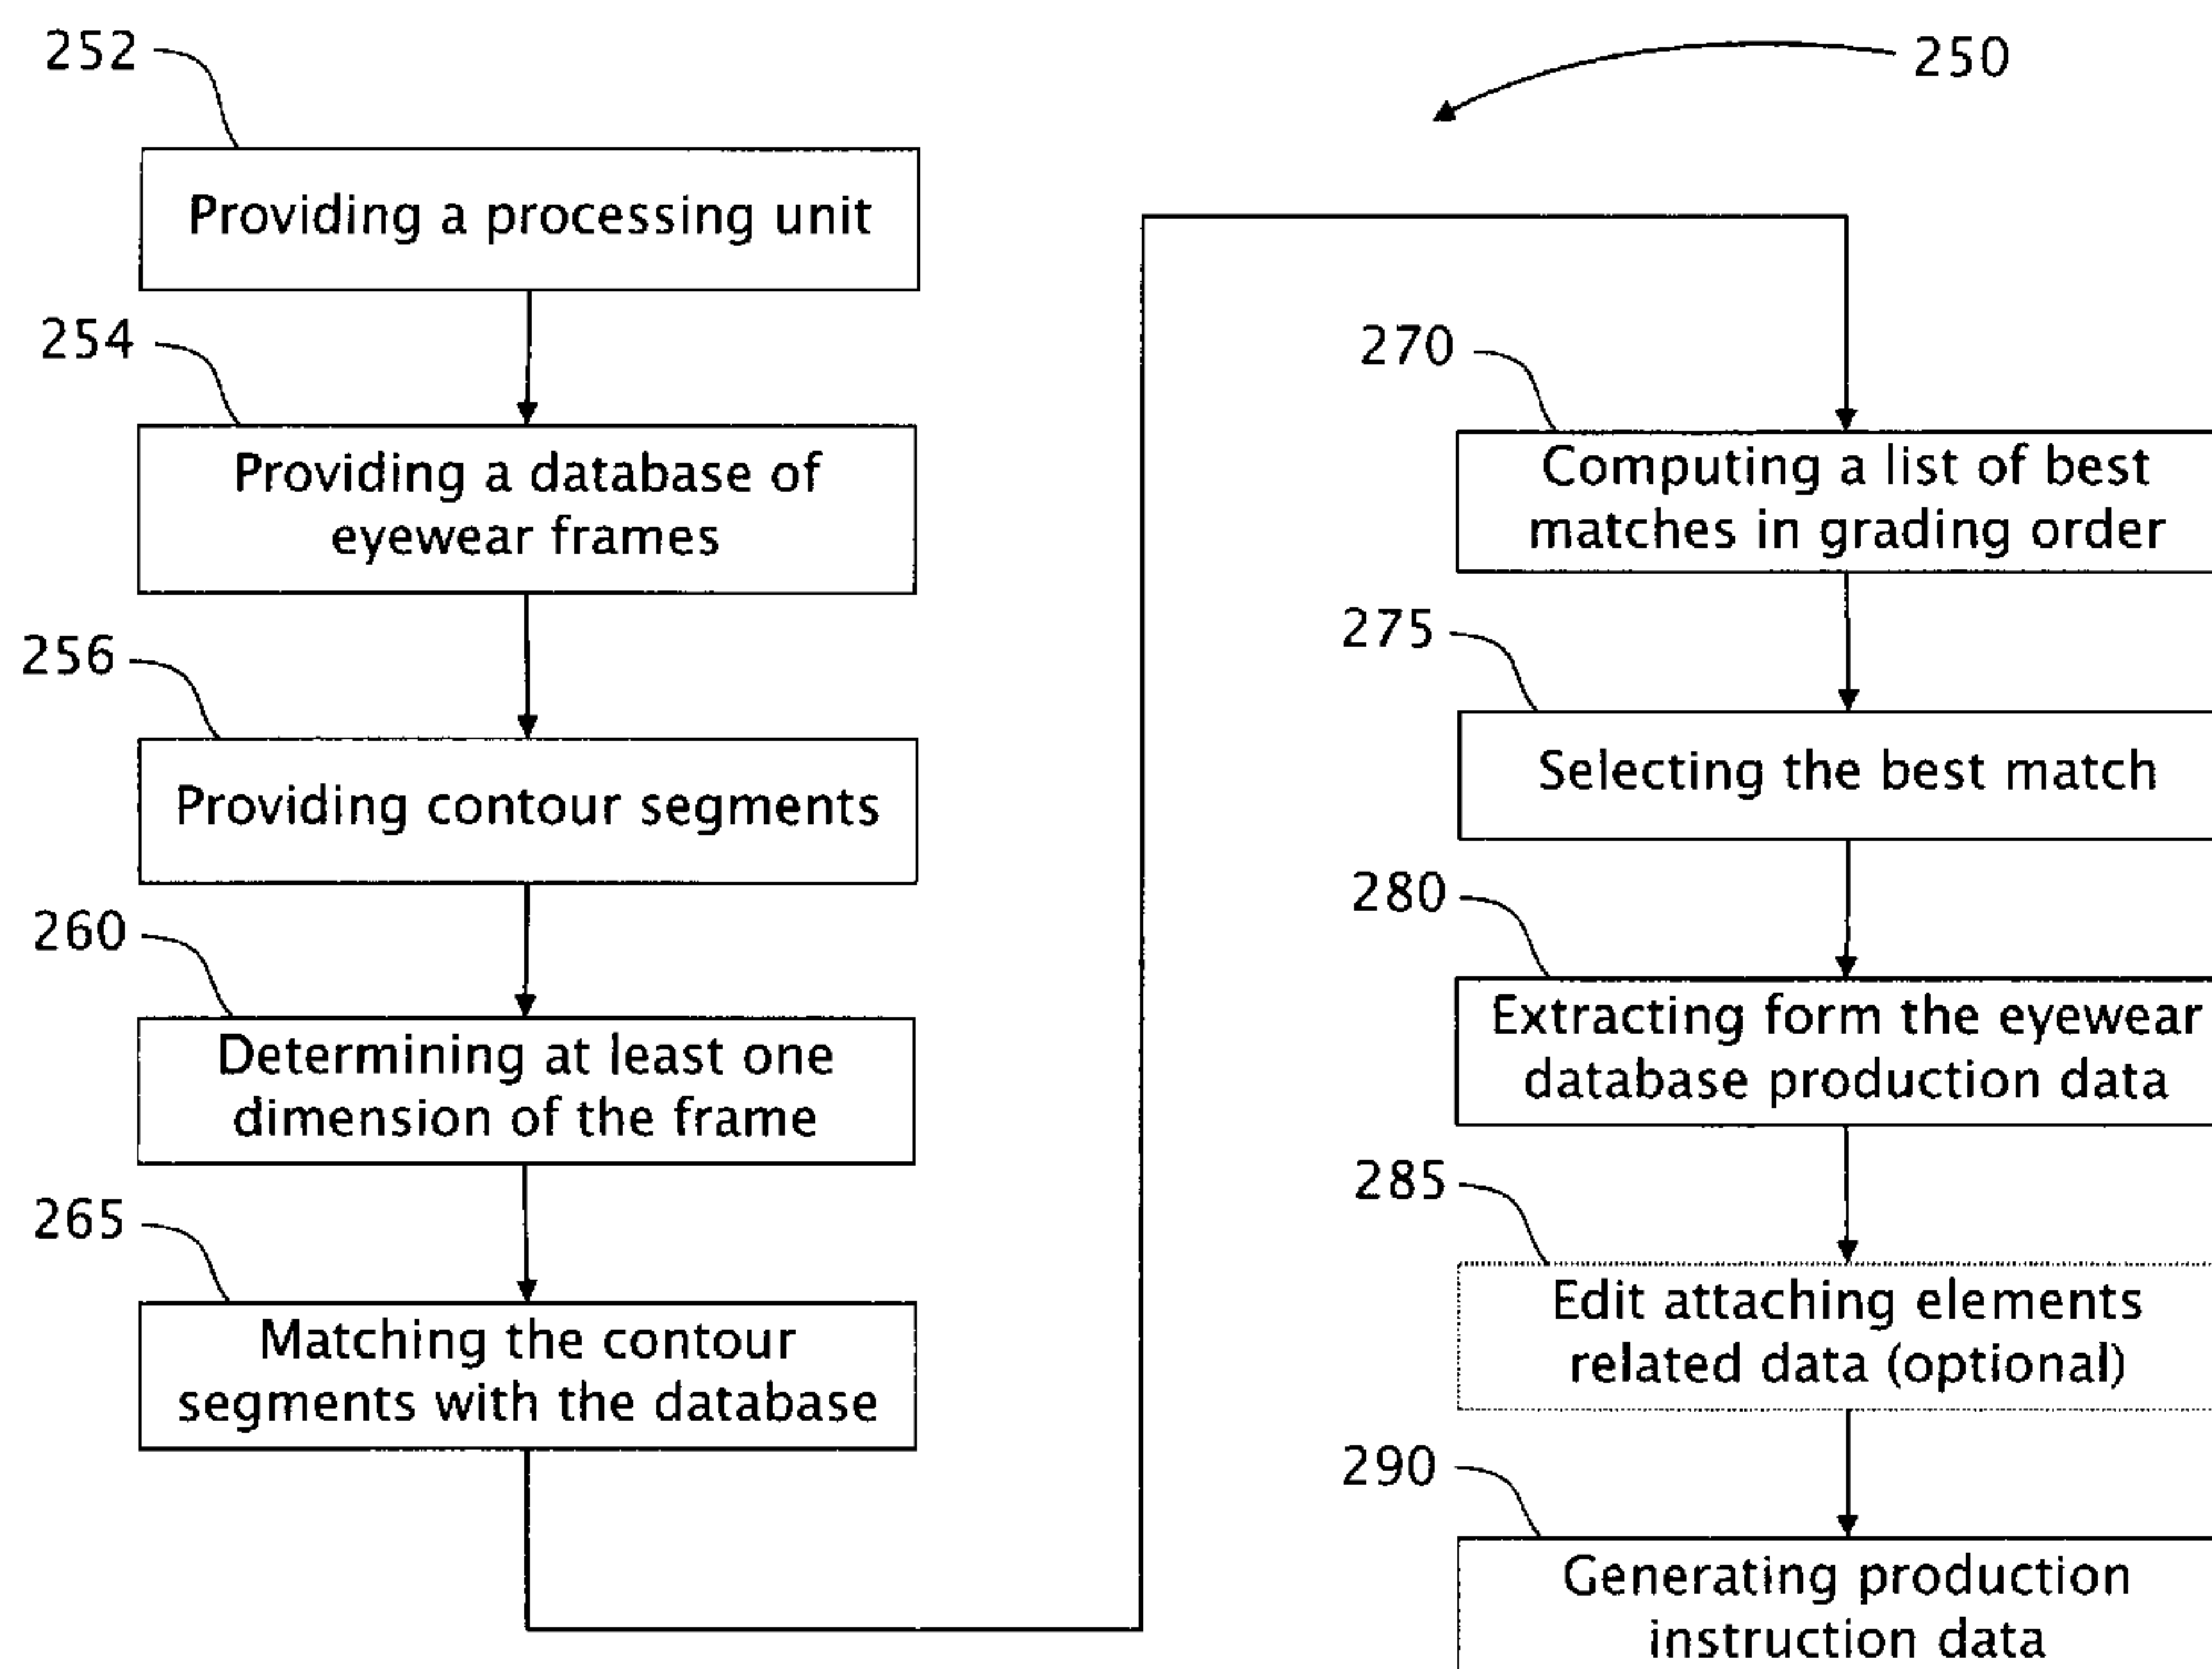 250
252
Providing a processing unit
254
Providing a database of
eyewear frames
256
Providing contour segments
260
Determining at least one
dimension of the frame
265
Matching the contour
segments with the database
270
Computing a list of best
matches in grading order
275
Selecting the best match
280
Extracting form the eyewear
database production data
285
Edit attaching elements
related data (optional)
290
Generating production
instruction data